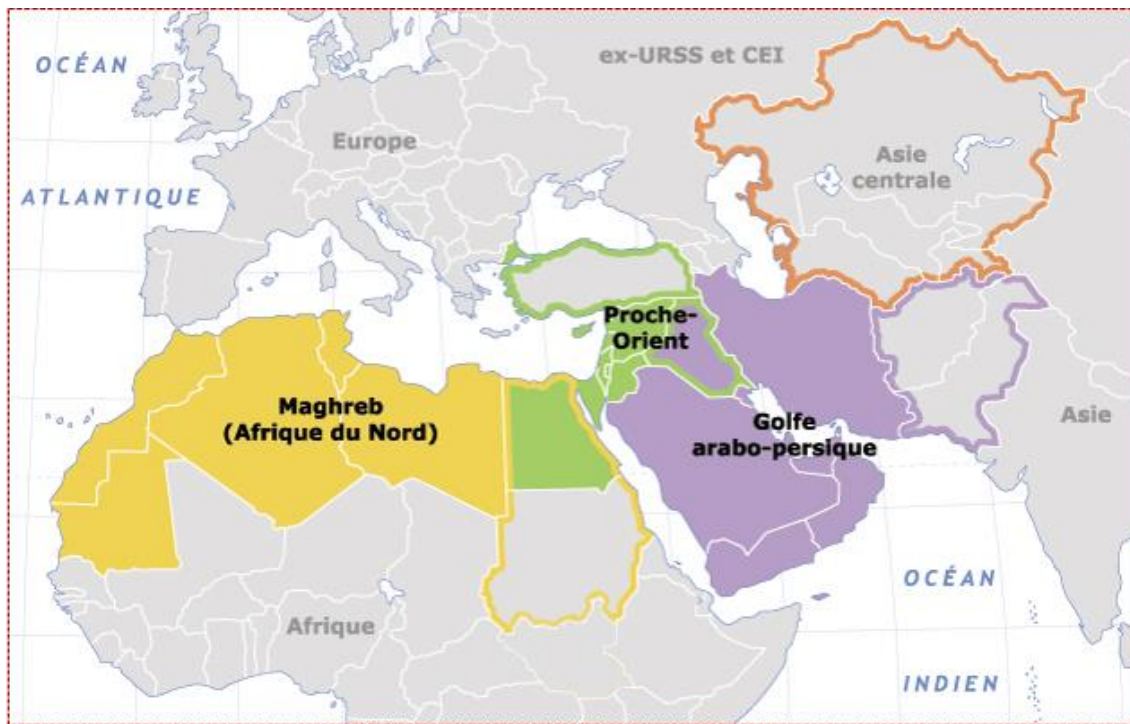 OCÉAN
ATLANTIQUE
ex-URSS et CEI
Europe
Asie
centrale
Proche-
Orient
Maghreb
(Afrique du Nord)
Golfe
arabo-persique
Asie
Afrique
OCÉAN
INDIEN